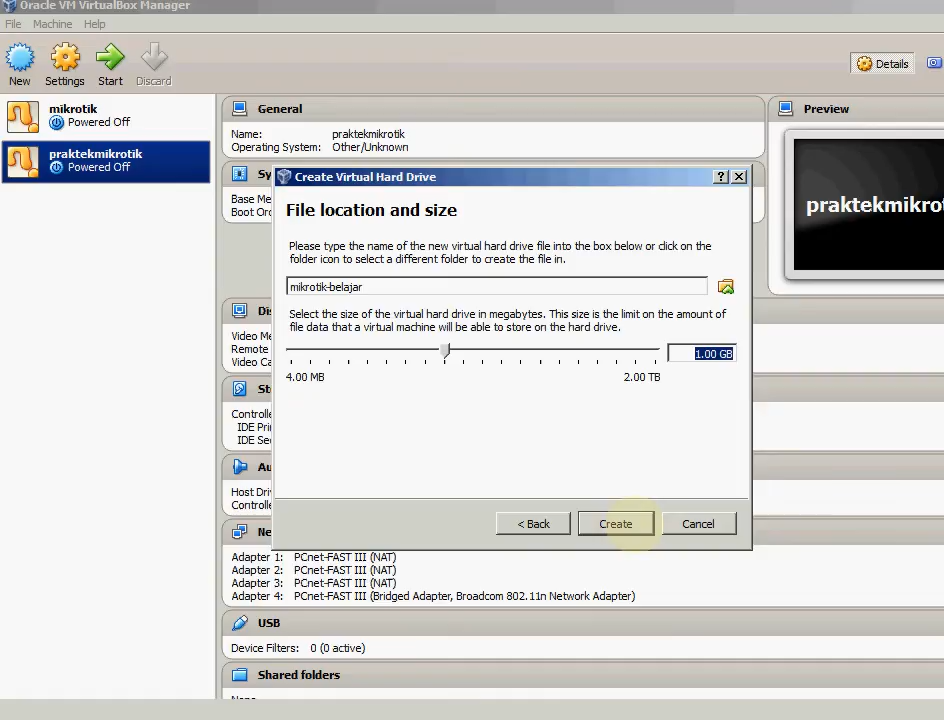 Oracle VM VirtualBox Manager
File Machine Help
New Settings Start Discard
Details
mikrotik
Powered Off
praktekmikrotik
Powered Off
General
Name: praktekmikrotik
Operating System: Other/Unknown
Preview
praktekmikrot
Sy
Base Me
Boot Ord
Create Virtual Hard Drive
File location and size
Please type the name of the new virtual hard drive file into the box below or click on the
folder icon to select a different folder to create the file in.
mikrotik-belajar
Select the size of the virtual hard drive in megabytes. This size is the limit on the amount of
file data that a virtual machine will be able to store on the hard drive.
1.00 GB
4.00 MB 2.00 TB
< Back Create Cancel
Dis
Video Me
Remote
Video Ca
St
Controlle
IDE Pri
IDE Sec
Au
Host Driv
Controlle
Ne
Adapter 1: PCnet-FAST III (NAT)
Adapter 2: PCnet-FAST III (NAT)
Adapter 3: PCnet-FAST III (NAT)
Adapter 4: PCnet-FAST III (Bridged Adapter, Broadcom 802.11n Network Adapter)
USB
Device Filters: 0 (0 active)
Shared folders
None